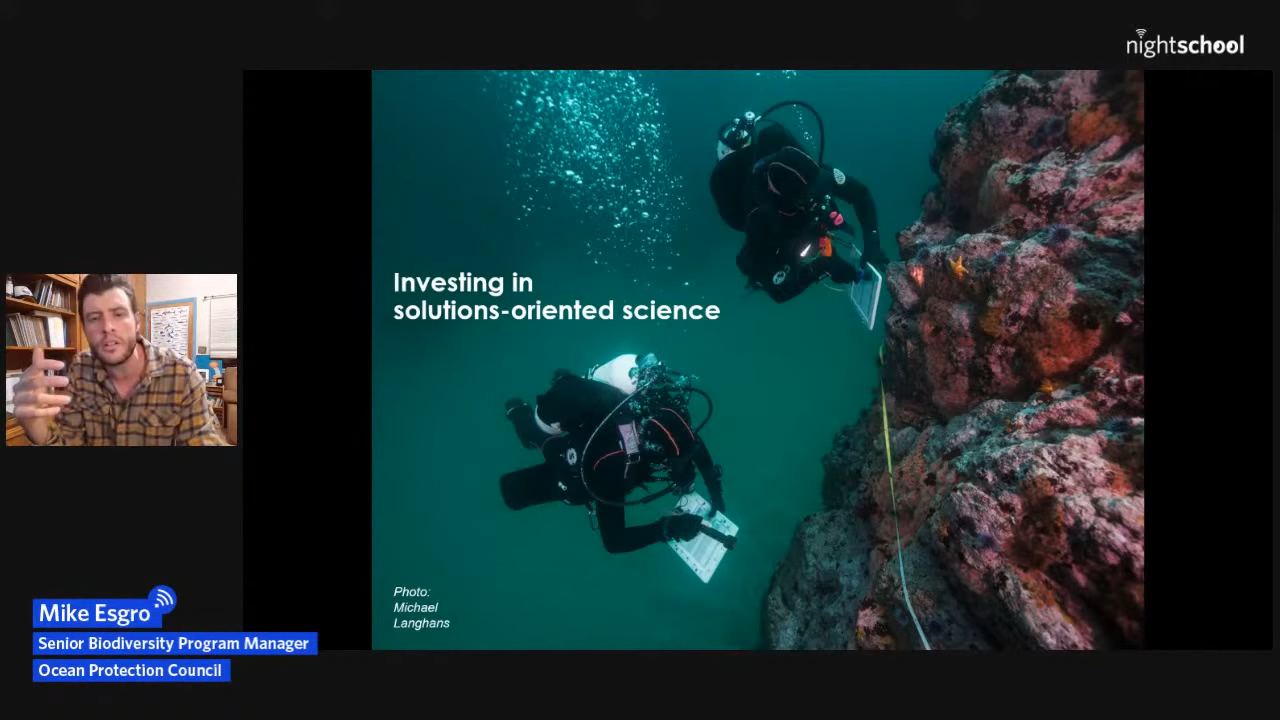 nightschool
Investing in
solutions-oriented science
Photo:
Michael
Langhans
Mike Esgro
Senior Biodiversity Program Manager
Ocean Protection Council